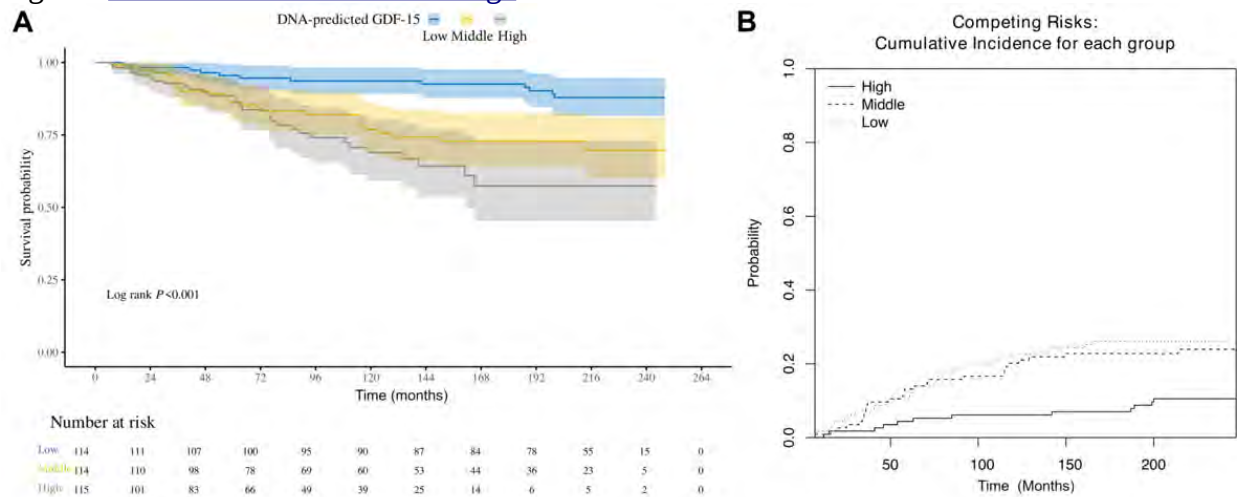 A
DNA-predicted GDF-15
Low Middle High
Survival probability
1.00
0.75
0.50
0.25
0.00
Log rank P<0.001
0 24 48 72 96 120 144 168 192 216 240 264
Time (months)
Number at risk
Low 114 111 107 100 95 90 87 84 78 55 15 0
Middle 114 110 98 78 69 60 53 44 36 23 5 0
High 115 101 83 66 49 39 25 14 6 5 2 0
B
Competing Risks:
Cumulative Incidence for each group
Probability
1.0
0.8
0.6
0.4
0.2
0.0
High
Middle
Low
50 100 150 200
Time (Months)